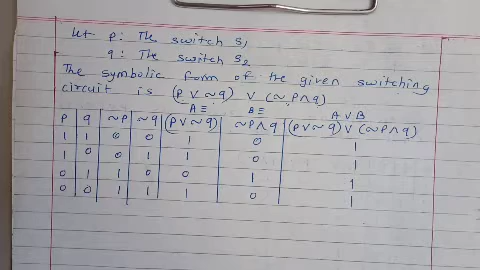 Let p: The switch S1
q: The switch S2
The symbolic form of the given switching
circuit is (p ∨ ~q) ∨ (~p ∧ q)
A ≡ B ≡ A ∨ B
p q ~p ~q (p ∨ ~q) ~p ∧ q (p ∨ ~q) ∨ (~p ∧ q)
1 1 0 0 1 0 1
1 0 0 1 1 0 1
0 1 1 0 0 1 1
0 0 1 1 1 0 1